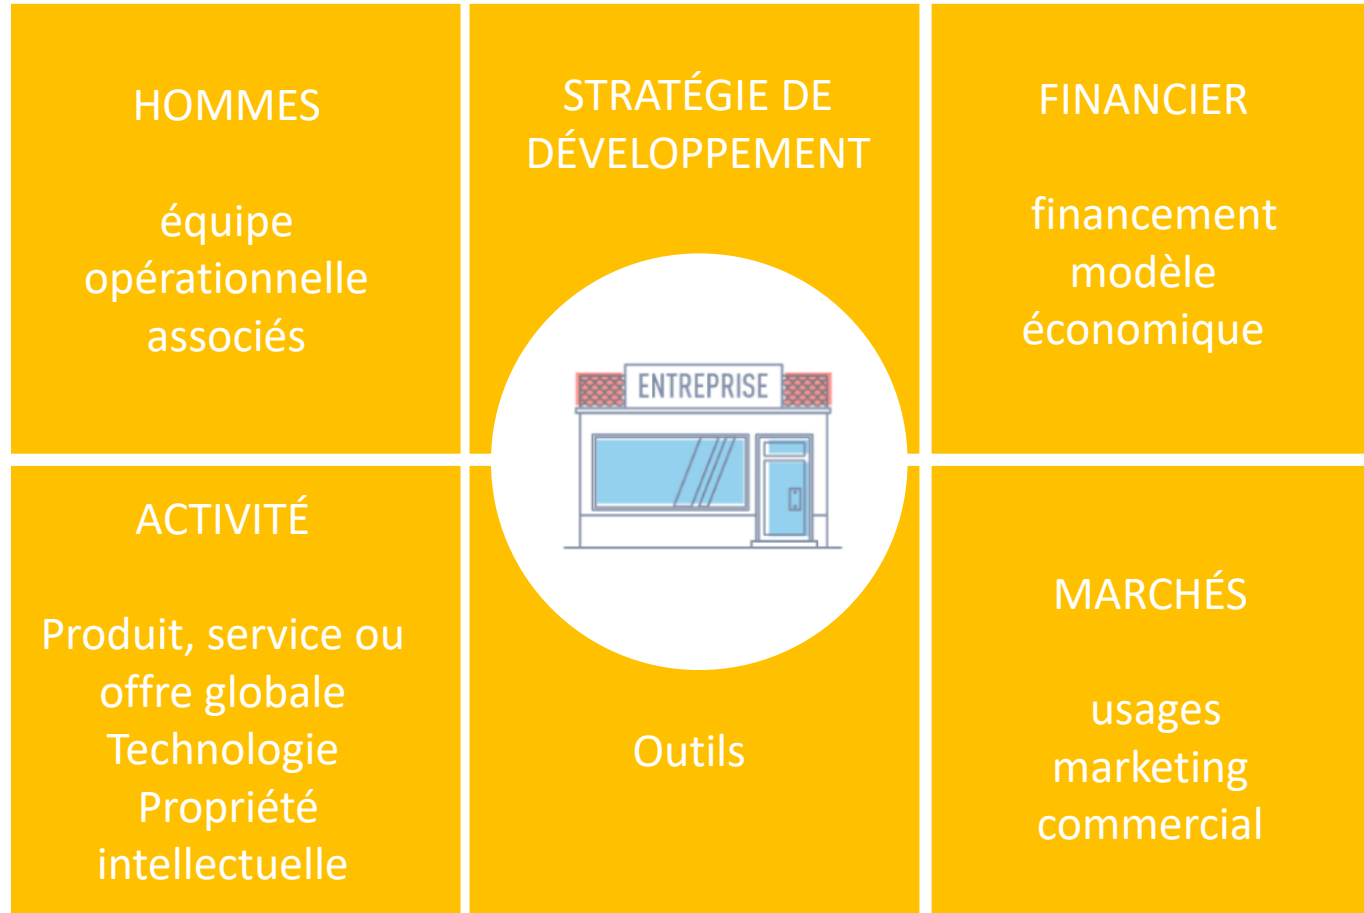 HOMMES
équipe
opérationnelle
associés
STRATÉGIE DE
DÉVELOPPEMENT
FINANCIER
financement
modèle
économique
ENTREPRISE
ACTIVITÉ
Produit, service ou
offre globale
Technologie
Propriété
intellectuelle
Outils
MARCHÉS
usages
marketing
commercial